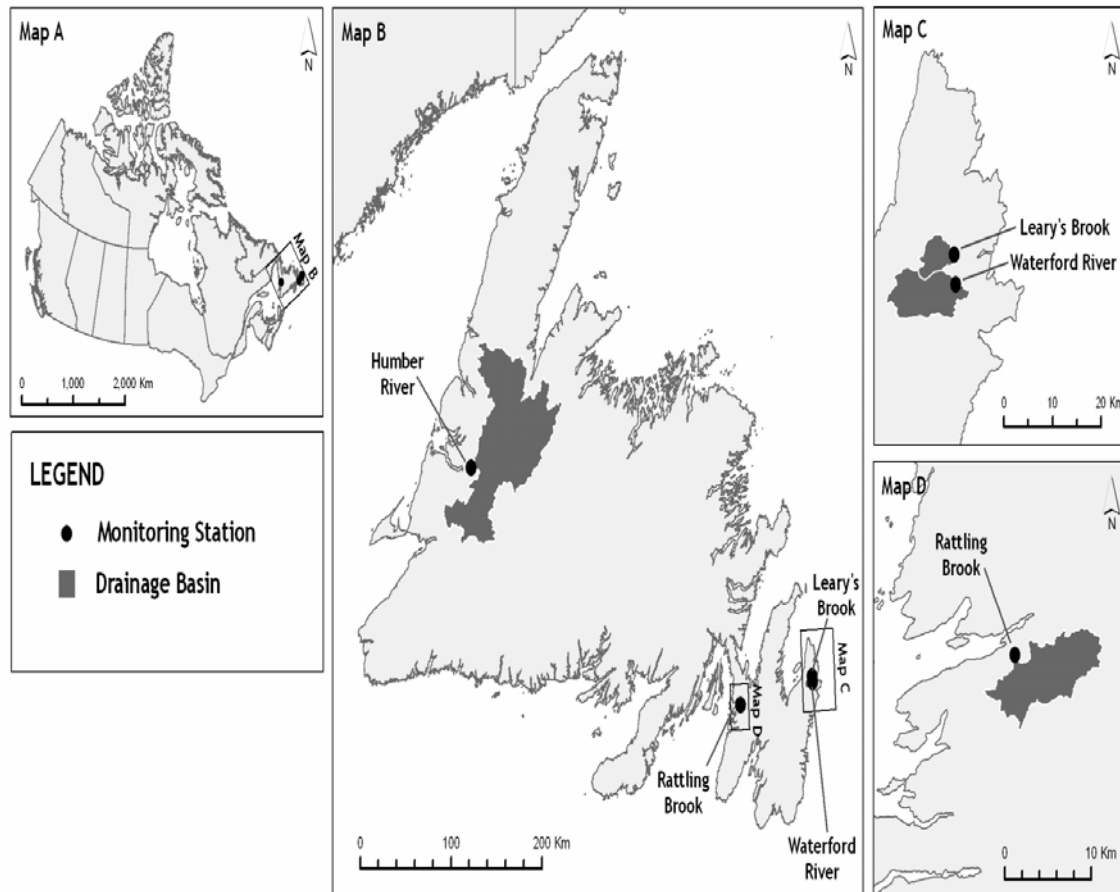 Map A
N
Map B
0 1,000 2,000 Km
LEGEND
Monitoring Station
Drainage Basin
Map B
N
Humber
River
Leary's
Brook
Map C
Map D
Rattling
Brook
Waterford
River
0 100 200 Km
Map C
N
Leary's Brook
Waterford River
0 10 20 Km
Map D
N
Rattling
Brook
0 10 Km